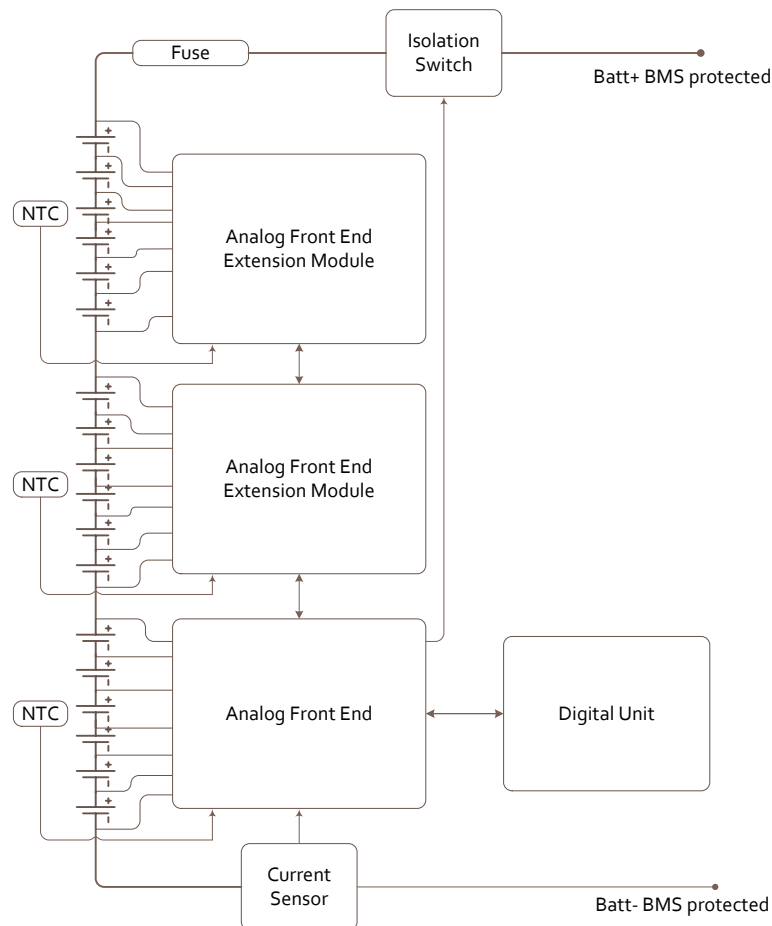 Fuse
Isolation
Switch
Batt+ BMS protected
NTC
Analog Front End
Extension Module
NTC
Analog Front End
Extension Module
NTC
Analog Front End
Digital Unit
Current
Sensor
Batt- BMS protected